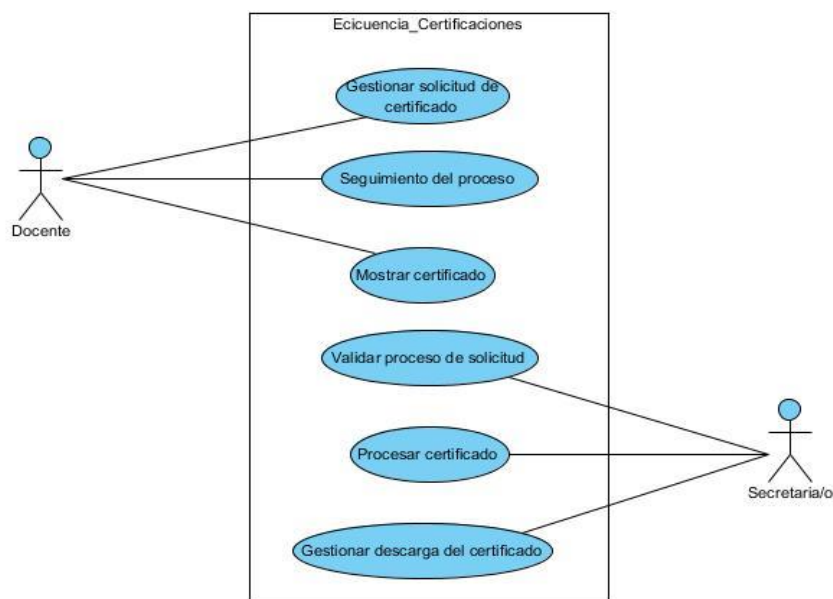 Ecicuencia_Certificaciones
Gestionar solicitud de
certificado
Seguimiento del proceso
Docente
Mostrar certificado
Validar proceso de solicitud
Procesar certificado
Secretaria/o
Gestionar descarga del certificado